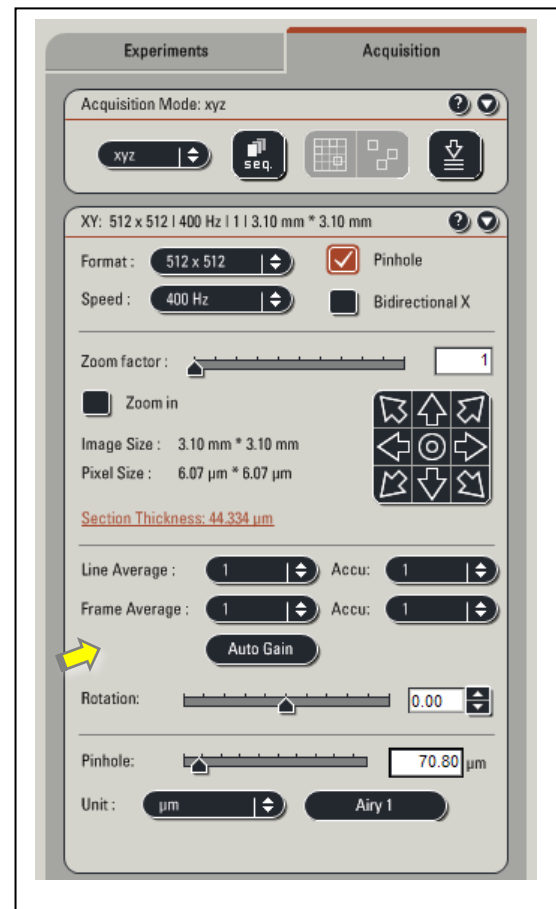 Experiments Acquisition
Acquisition Mode: xyz ?
xyz seq.
XY: 512 x 512 | 400 Hz | 1 | 3.10 mm * 3.10 mm ?
Format : 512 x 512 Pinhole
Speed : 400 Hz Bidirectional X
Zoom factor : 1
Zoom in
Image Size : 3.10 mm * 3.10 mm
Pixel Size : 6.07 µm * 6.07 µm
Section Thickness: 44.334 µm
Line Average : 1 Accu: 1
Frame Average : 1 Accu: 1
Auto Gain
Rotation: 0.00
Pinhole: 70.80 µm
Unit : µm Airy 1